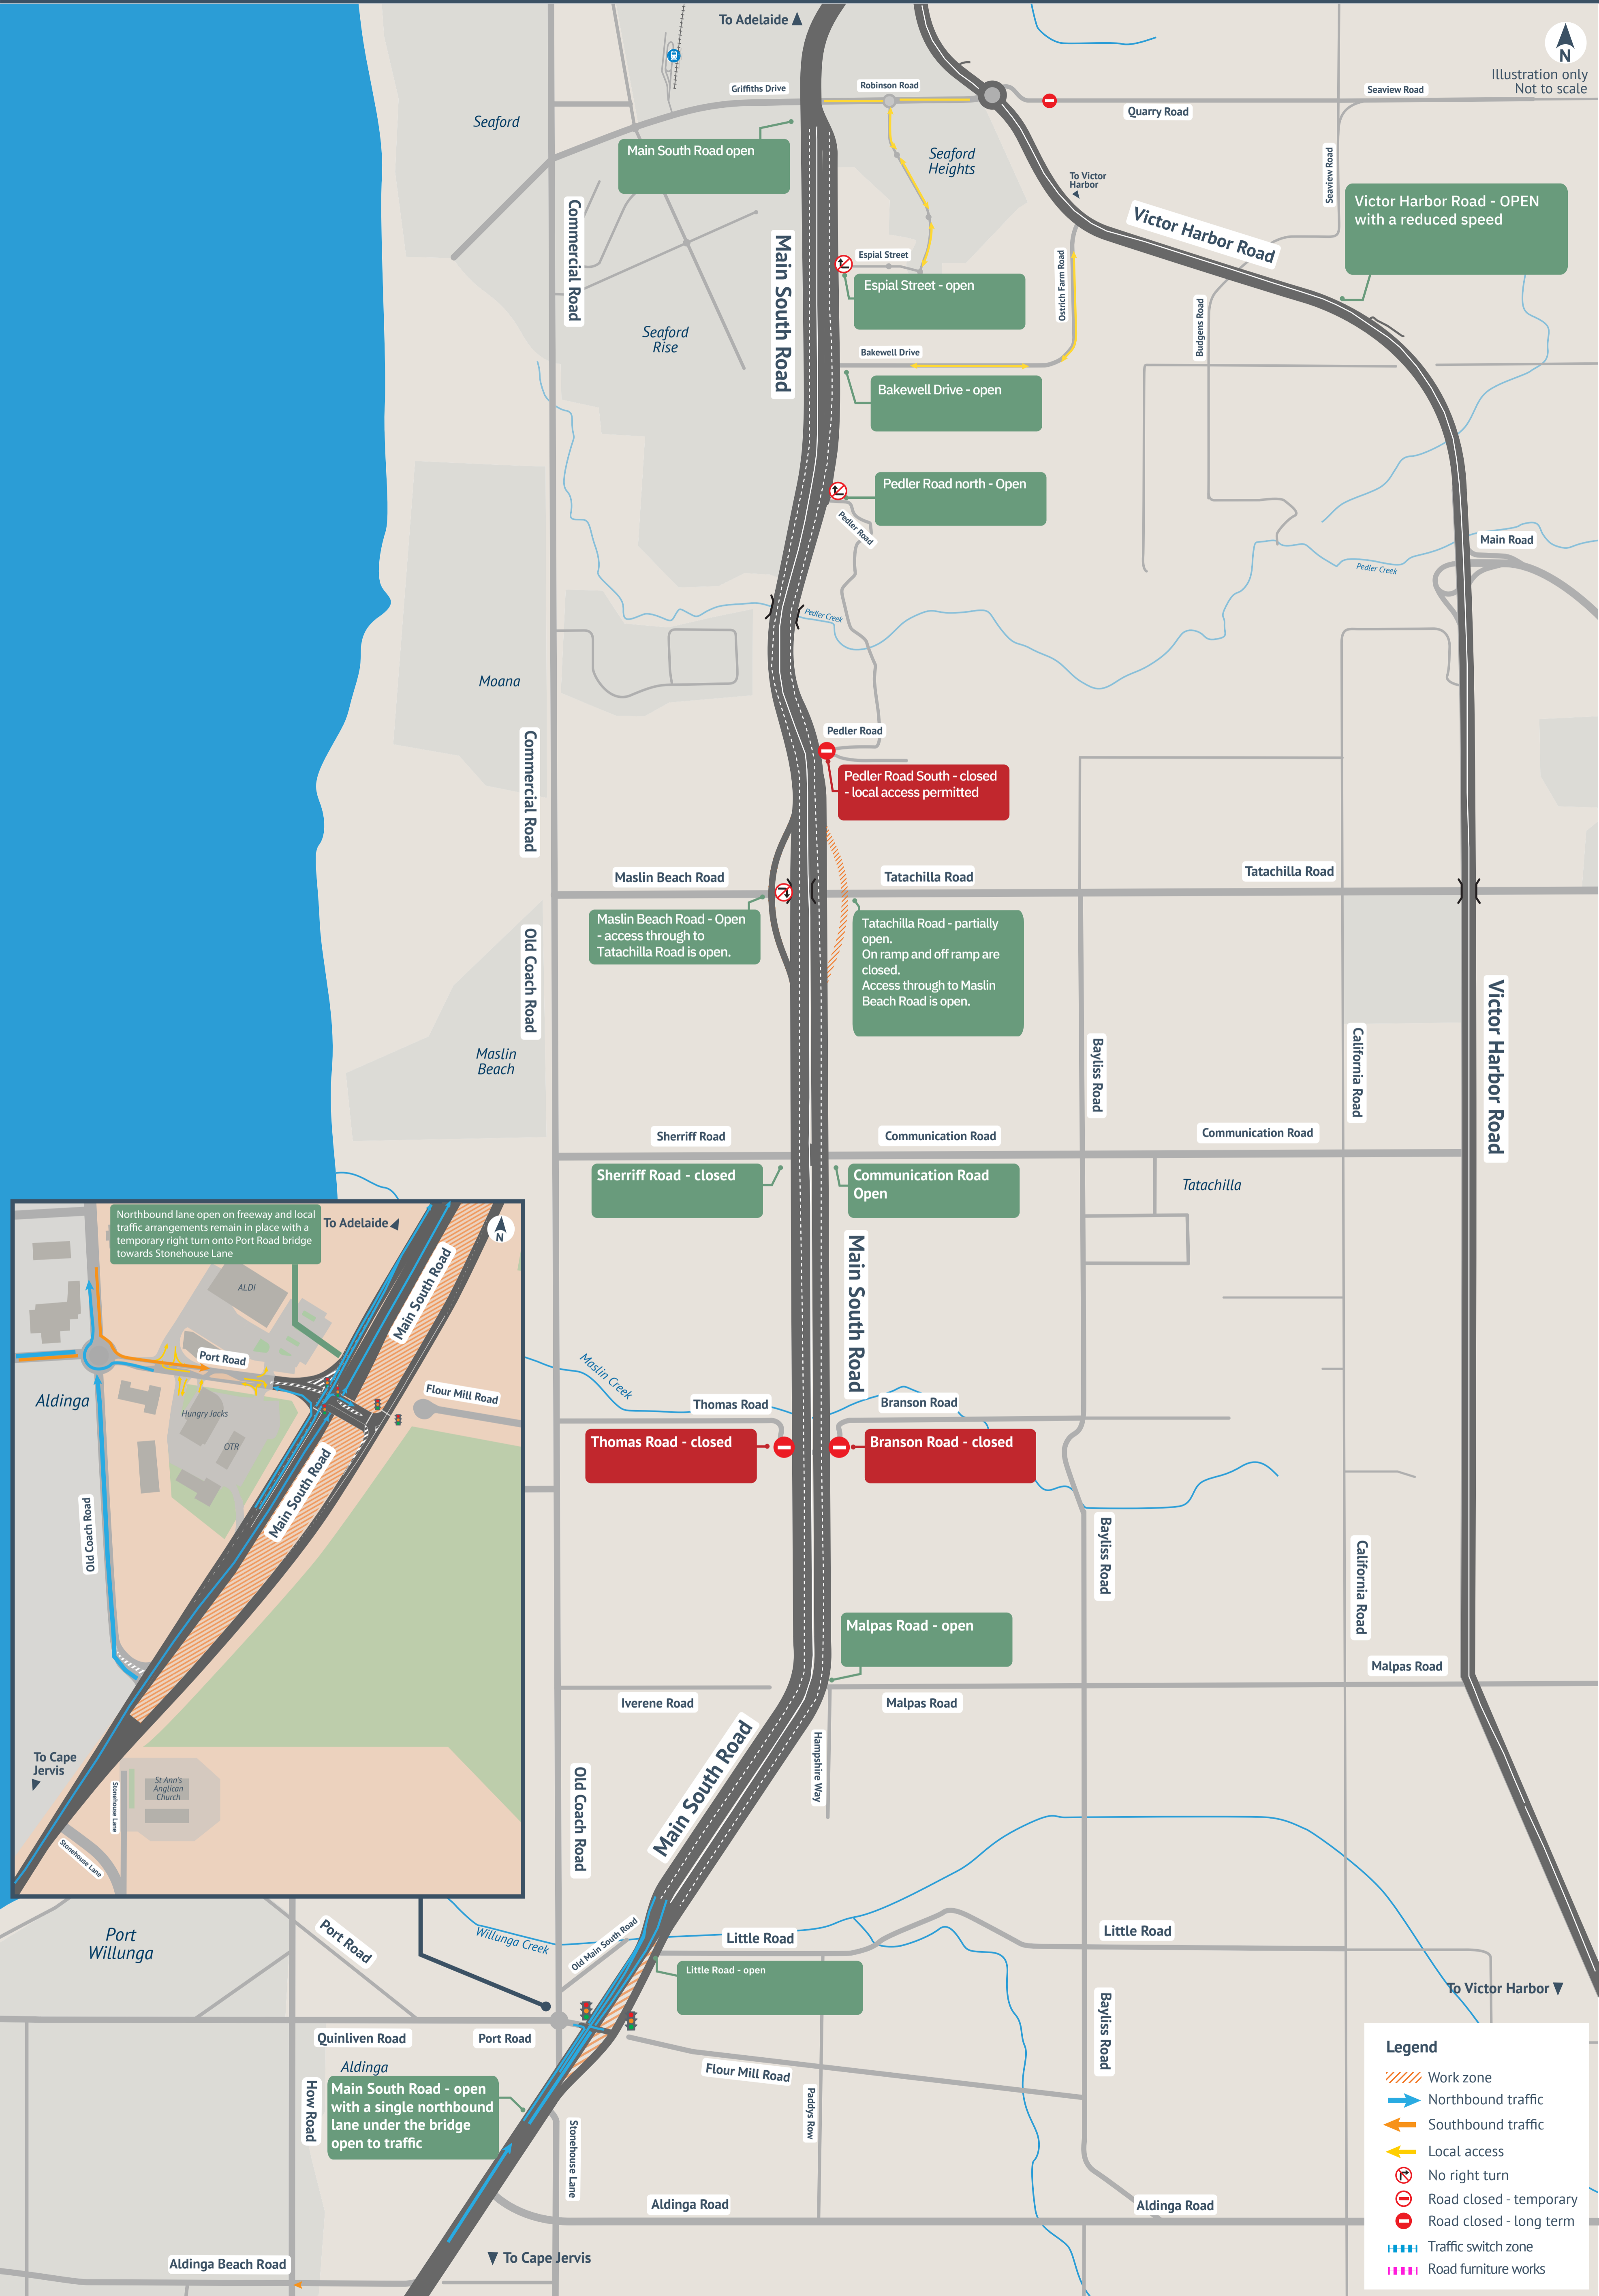 To Adelaide
N
Illustration only
Not to scale
Griffiths Drive
Robinson Road
Quarry Road
Seaview Road
Seaford
Main South Road open
Seaford
Heights
To Victor
Harbor
Seaview Road
Victor Harbor Road - OPEN
with a reduced speed
Victor Harbor Road
Commercial Road
Main South Road
Espial Street
Espial Street - open
Ostrich Farm Road
Budgens Road
Seaford
Rise
Bakewell Drive
Bakewell Drive - open
Pedler Road north - Open
Pedler Road
Main Road
Pedler Creek
Pedler Creek
Moana
Commercial Road
Pedler Road
Pedler Road South - closed
- local access permitted
Maslin Beach Road
Tatachilla Road
Tatachilla Road
Maslin Beach Road - Open
- access through to
Tatachilla Road is open.
Tatachilla Road - partially
open.
On ramp and off ramp are
closed.
Access through to Maslin
Beach Road is open.
Old Coach Road
Maslin
Beach
Bayliss Road
California Road
Victor Harbor Road
Sherriff Road
Communication Road
Communication Road
Sherriff Road - closed
Communication Road
Open
Tatachilla
Main South Road
Northbound lane open on freeway and local
traffic arrangements remain in place with a
temporary right turn onto Port Road bridge
towards Stonehouse Lane
To Adelaide
N
ALDI
Main South Road
Port Road
Aldinga
Hungry Jacks
OTR
Flour Mill Road
Main South Road
Old Coach Road
To Cape
Jervis
St Ann's
Anglican
Church
Stonehouse Lane
Stonehouse Lane
Maslin Creek
Thomas Road
Branson Road
Thomas Road - closed
Branson Road - closed
Bayliss Road
California Road
Malpas Road - open
Malpas Road
Iverene Road
Malpas Road
Hampshire Way
Main South Road
Old Coach Road
Port
Willunga
Port Road
Willunga Creek
Old Main South Road
Little Road
Little Road
Little Road - open
To Victor Harbor
Quinliven Road
Port Road
Aldinga
Flour Mill Road
Bayliss Road
Paddys Row
How Road
Main South Road - open
with a single northbound
lane under the bridge
open to traffic
Stonehouse Lane
Aldinga Road
Aldinga Road
To Cape Jervis
Aldinga Beach Road
Legend
Work zone
Northbound traffic
Southbound traffic
Local access
No right turn
Road closed - temporary
Road closed - long term
Traffic switch zone
Road furniture works